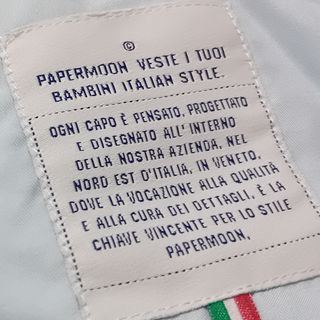 ©
PAPERMOON VESTE I TUOI
BAMBINI ITALIAN STYLE.
OGNI CAPO È PENSATO, PROGETTATO
E DISEGNATO ALL' INTERNO
DELLA NOSTRA AZIENDA, NEL
NORD EST D'ITALIA, IN VENETO,
DOVE LA VOCAZIONE ALLA QUALITÀ
E ALLA CURA DEI DETTAGLI, È LA
CHIAVE VINCENTE PER LO STILE
PAPERMOON.